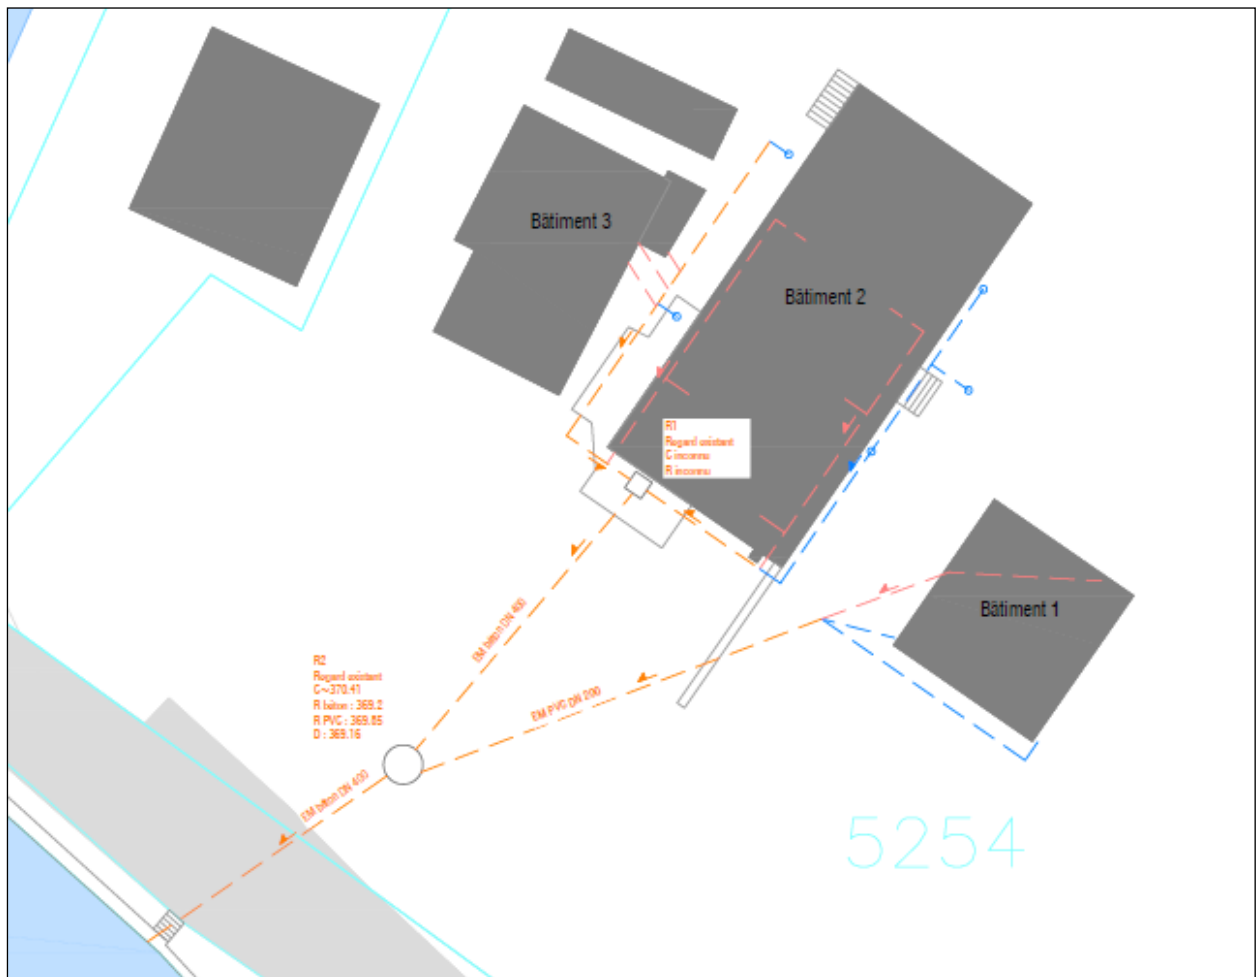 Bâtiment 3
Bâtiment 2
R1
Regard existant
C inconnu
R inconnu
Bâtiment 1
EM béton DN 400
R2
Regard existant
C~370.41
R béton : 369.2
R PVC : 369.85
D : 369.16
EM PVC DN 200
EM béton DN 400
5254